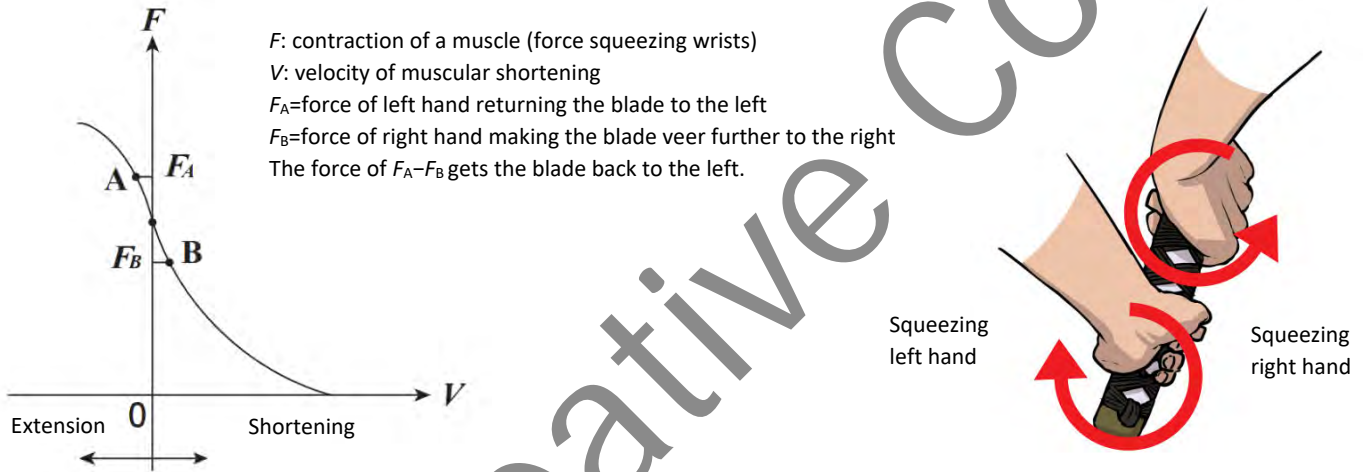 F
F: contraction of a muscle (force squeezing wrists)
V: velocity of muscular shortening
FA=force of left hand returning the blade to the left
FB=force of right hand making the blade veer further to the right
The force of FA−FB gets the blade back to the left.
A
FA
FB
B
V
0
Extension
Shortening
Squeezing
left hand
Squeezing
right hand
ative Co